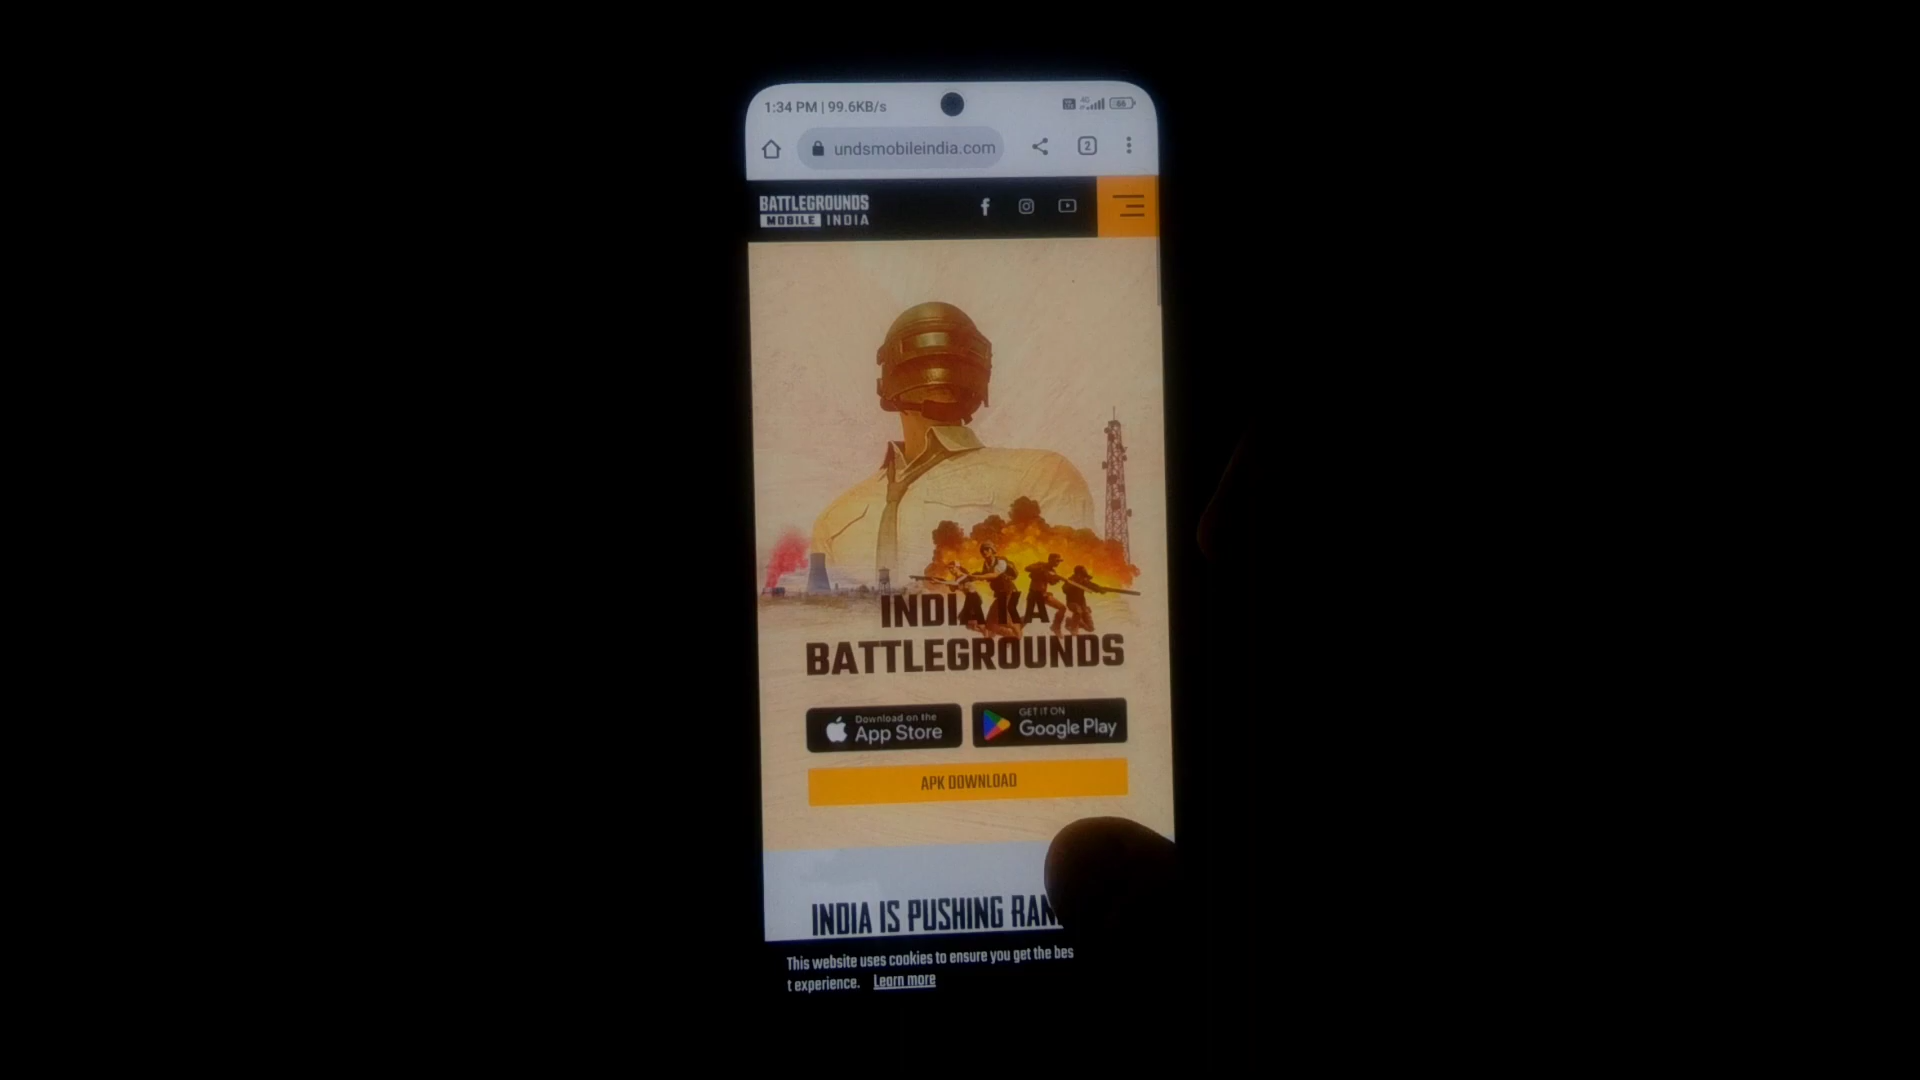 1:34 PM | 99.6KB/s
undsmobileindia.com
2
BATTLEGROUNDS
MOBILE INDIA
INDIA KA
BATTLEGROUNDS
Download on the
App Store
GET IT ON
Google Play
APK DOWNLOAD
INDIA IS PUSHING
This website uses cookies to ensure you get the bes
t experience. Learn more